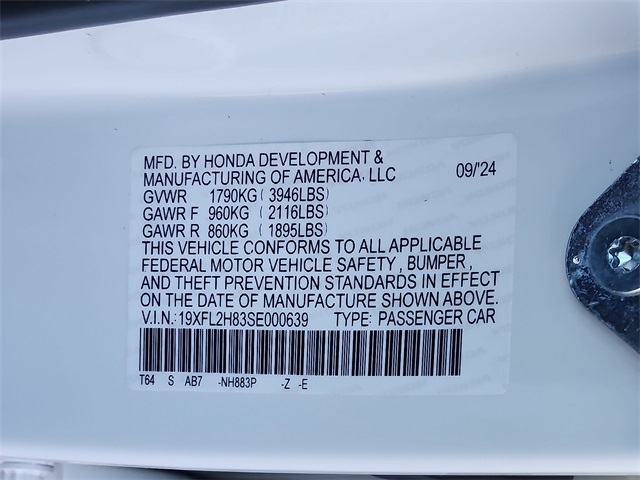 MFD. BY HONDA DEVELOPMENT &
MANUFACTURING OF AMERICA, LLC 09/'24
GVWR 1790KG ( 3946LBS)
GAWR F 960KG ( 2116LBS)
GAWR R 860KG ( 1895LBS)
THIS VEHICLE CONFORMS TO ALL APPLICABLE
FEDERAL MOTOR VEHICLE SAFETY, BUMPER,
AND THEFT PREVENTION STANDARDS IN EFFECT
ON THE DATE OF MANUFACTURE SHOWN ABOVE.
V.I.N.: 19XFL2H83SE000639 TYPE: PASSENGER CAR
T64 S AB7 -NH883P -Z -E